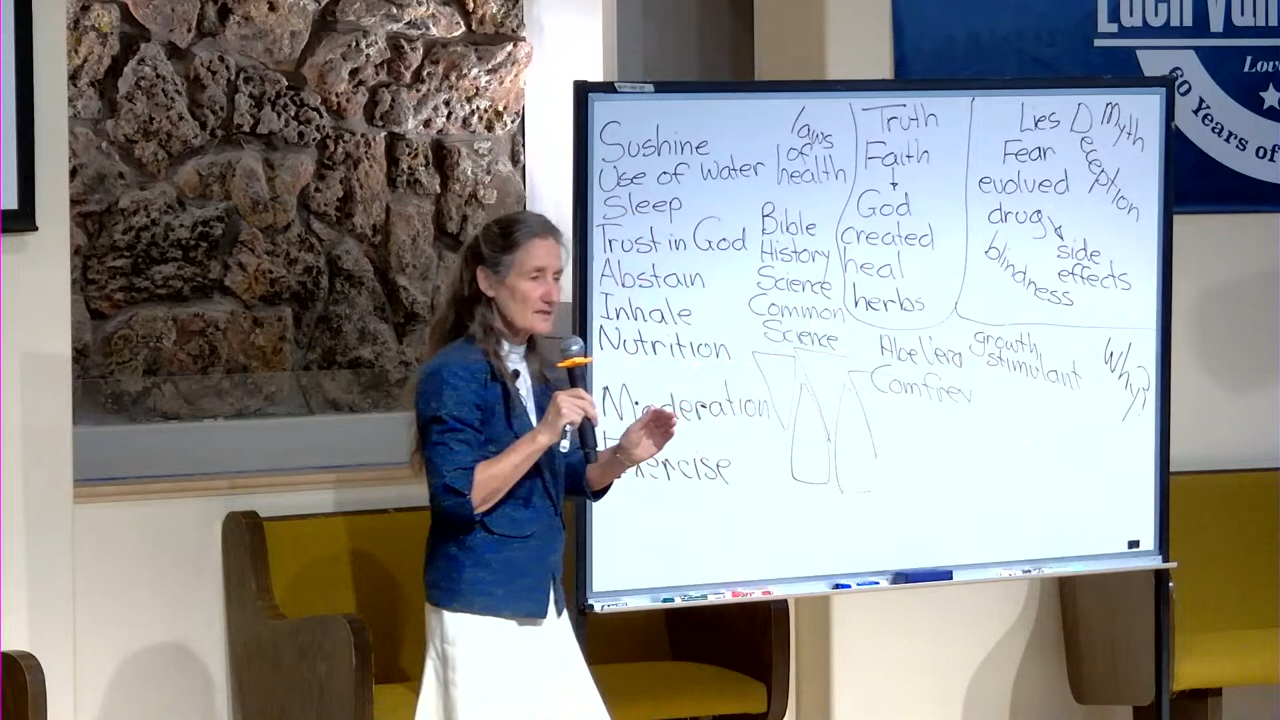 Sushine
Use of water
Sleep
Trust in God
Abstain
Inhale
Nutrition
Moderation
Exercise
laws
of
health
Bible
History
Science
Common
Science
Truth
Faith
God
created
heal
herbs
Lies
Fear
evolved
drug
side
effects
blindness
Deception
Myth
Aloe Vera
Comfrey
growth
stimulant
Why?
60 Years of